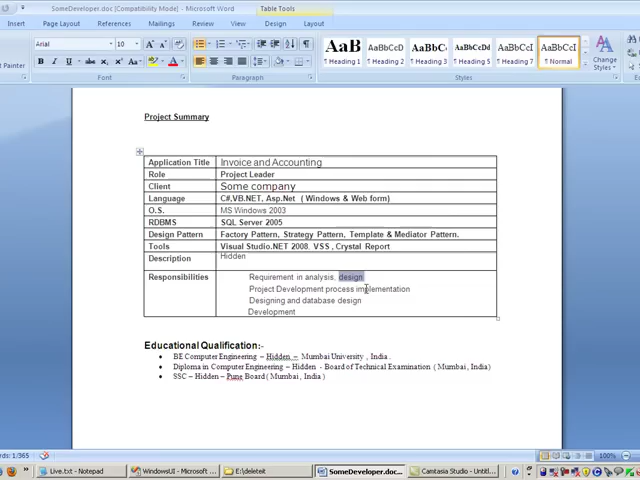 SomeDeveloper.doc [Compatibility Mode] - Microsoft Word
Table Tools
Insert Page Layout References Mailings Review View Design Layout
Arial 10
AaB AaBbCcD AaBbCc AaBbCcD AaBbCcI AaBbCcI
Painter
¶ Heading 1 ¶ Heading 2 ¶ Heading 3 ¶ Heading 5 ¶ Heading 7 ¶ Normal
Change Styles
Font Paragraph Styles
Project Summary
Application Title Invoice and Accounting
Role Project Leader
Client Some company
Language C#,VB.NET, Asp.Net ( Windows & Web form)
O.S. MS Windows 2003
RDBMS SQL Server 2005
Design Pattern Factory Pattern, Strategy Pattern, Template & Mediator Pattern.
Tools Visual Studio.NET 2008. VSS , Crystal Report
Description Hidden
Responsibilities Requirement in analysis, design
Project Development process implementation
Designing and database design
Development
Educational Qualification:-
• BE Computer Engineering – Hidden – Mumbai University , India .
• Diploma in Computer Engineering – Hidden - Board of Technical Examination ( Mumbai, India)
• SSC – Hidden – Pune Board ( Mumbai , India )
Words: 1/365
100%
Live.txt - Notepad WindowsUI - E:\deleteit SomeDeveloper.doc... Camtasia Studio - Untitl...